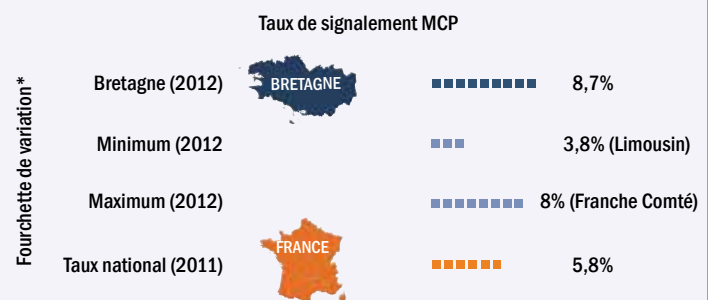 Taux de signalement MCP
Fourchette de variation*
Bretagne (2012)
BRETAGNE
8,7%
Minimum (2012
3,8% (Limousin)
Maximum (2012)
8% (Franche Comté)
Taux national (2011)
FRANCE
5,8%